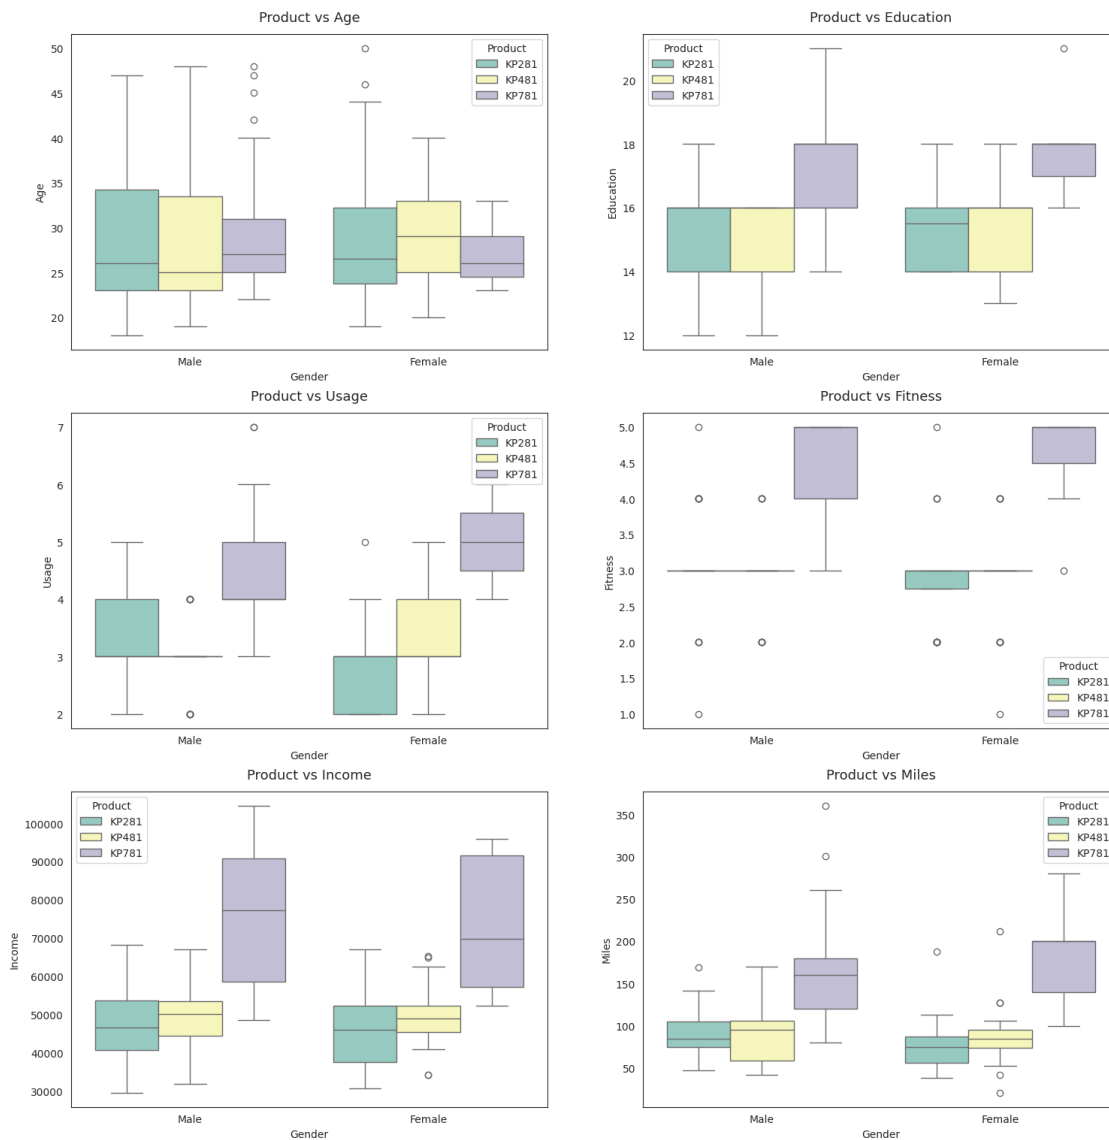 Product vs Age
Product
KP281
KP481
KP781
50
45
40
35
30
25
20
Age
Male
Female
Gender
Product vs Education
Product
KP281
KP481
KP781
20
18
16
14
12
Education
Male
Female
Gender
Product vs Usage
Product
KP281
KP481
KP781
7
6
5
4
3
2
Usage
Male
Female
Gender
Product vs Fitness
5.0
4.5
4.0
3.5
3.0
2.5
2.0
1.5
1.0
Fitness
Product
KP281
KP481
KP781
Male
Female
Gender
Product vs Income
Product
KP281
KP481
KP781
100000
90000
80000
70000
60000
50000
40000
30000
Income
Male
Female
Gender
Product vs Miles
Product
KP281
KP481
KP781
350
300
250
200
150
100
50
Miles
Male
Female
Gender